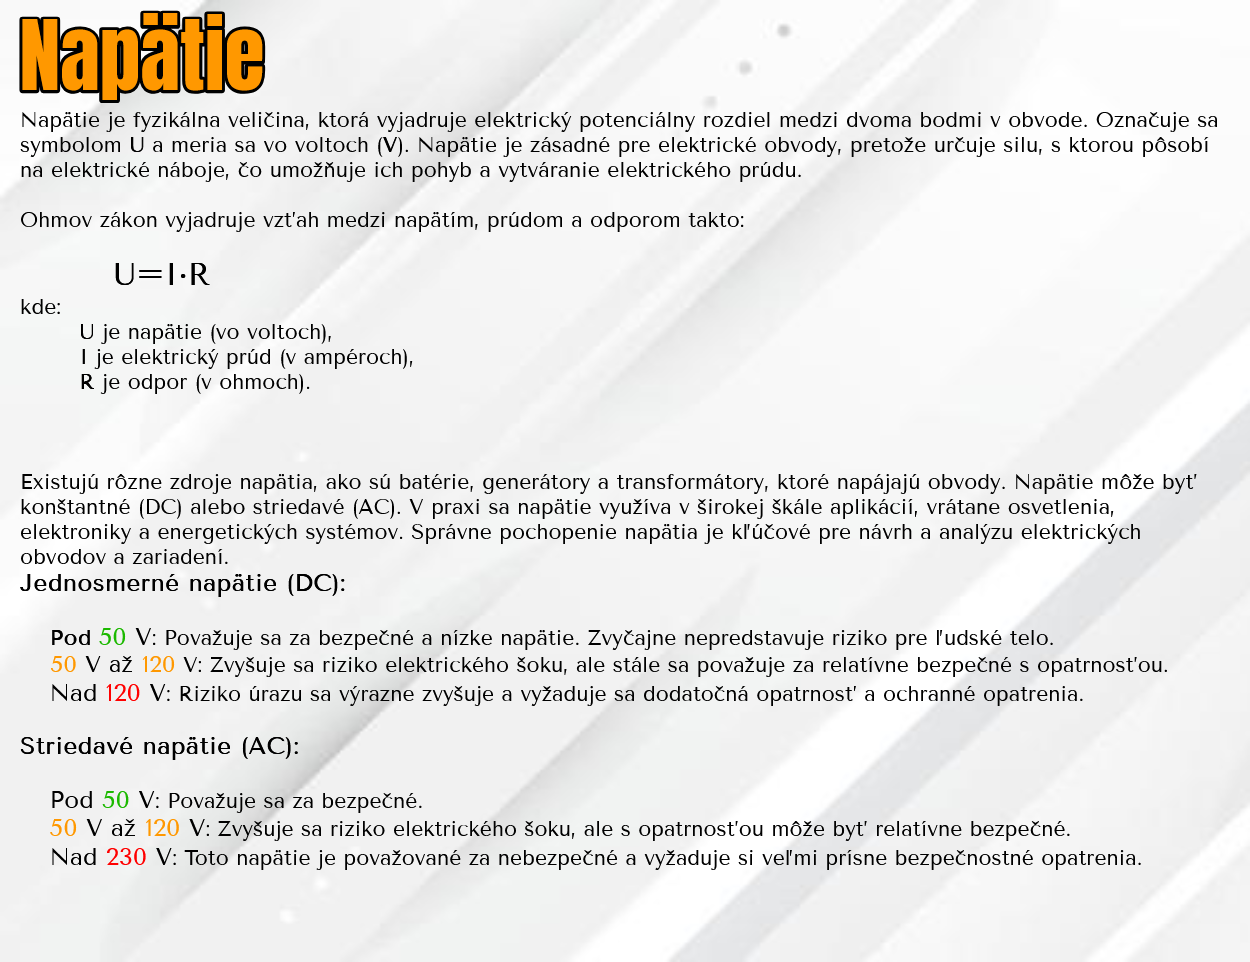 Napätie
Napätie je fyzikálna veličina, ktorá vyjadruje elektrický potenciálny rozdiel medzi dvoma bodmi v obvode. Označuje sa
symbolom U a meria sa vo voltoch (V). Napätie je zásadné pre elektrické obvody, pretože určuje silu, s ktorou pôsobí
na elektrické náboje, čo umožňuje ich pohyb a vytváranie elektrického prúdu.
Ohmov zákon vyjadruje vzťah medzi napätím, prúdom a odporom takto:
U=I·R
kde:
U je napätie (vo voltoch),
I je elektrický prúd (v ampéroch),
R je odpor (v ohmoch).
Existujú rôzne zdroje napätia, ako sú batérie, generátory a transformátory, ktoré napájajú obvody. Napätie môže byť
konštantné (DC) alebo striedavé (AC). V praxi sa napätie využíva v širokej škále aplikácií, vrátane osvetlenia,
elektroniky a energetických systémov. Správne pochopenie napätia je kľúčové pre návrh a analýzu elektrických
obvodov a zariadení.
Jednosmerné napätie (DC):
Pod 50 V: Považuje sa za bezpečné a nízke napätie. Zvyčajne nepredstavuje riziko pre ľudské telo.
50 V až 120 V: Zvyšuje sa riziko elektrického šoku, ale stále sa považuje za relatívne bezpečné s opatrnosťou.
Nad 120 V: Riziko úrazu sa výrazne zvyšuje a vyžaduje sa dodatočná opatrnosť a ochranné opatrenia.
Striedavé napätie (AC):
Pod 50 V: Považuje sa za bezpečné.
50 V až 120 V: Zvyšuje sa riziko elektrického šoku, ale s opatrnosťou môže byť relatívne bezpečné.
Nad 230 V: Toto napätie je považované za nebezpečné a vyžaduje si veľmi prísne bezpečnostné opatrenia.